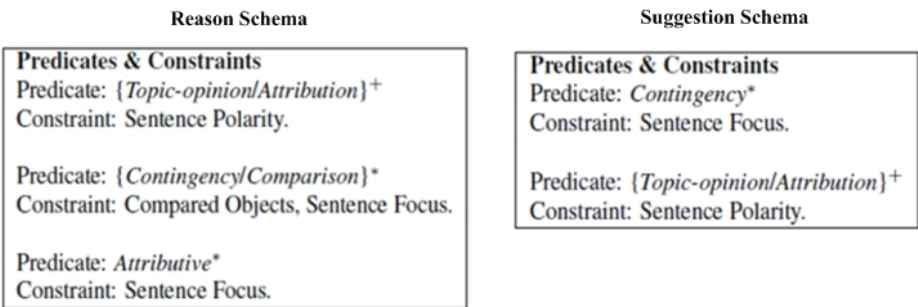 Reason Schema
Predicates & Constraints
Predicate: {Topic-opinion/Attribution}+
Constraint: Sentence Polarity.
Predicate: {Contingency/Comparison}*
Constraint: Compared Objects, Sentence Focus.
Predicate: Attributive*
Constraint: Sentence Focus.
Suggestion Schema
Predicates & Constraints
Predicate: Contingency*
Constraint: Sentence Focus.
Predicate: {Topic-opinion/Attribution}+
Constraint: Sentence Polarity.